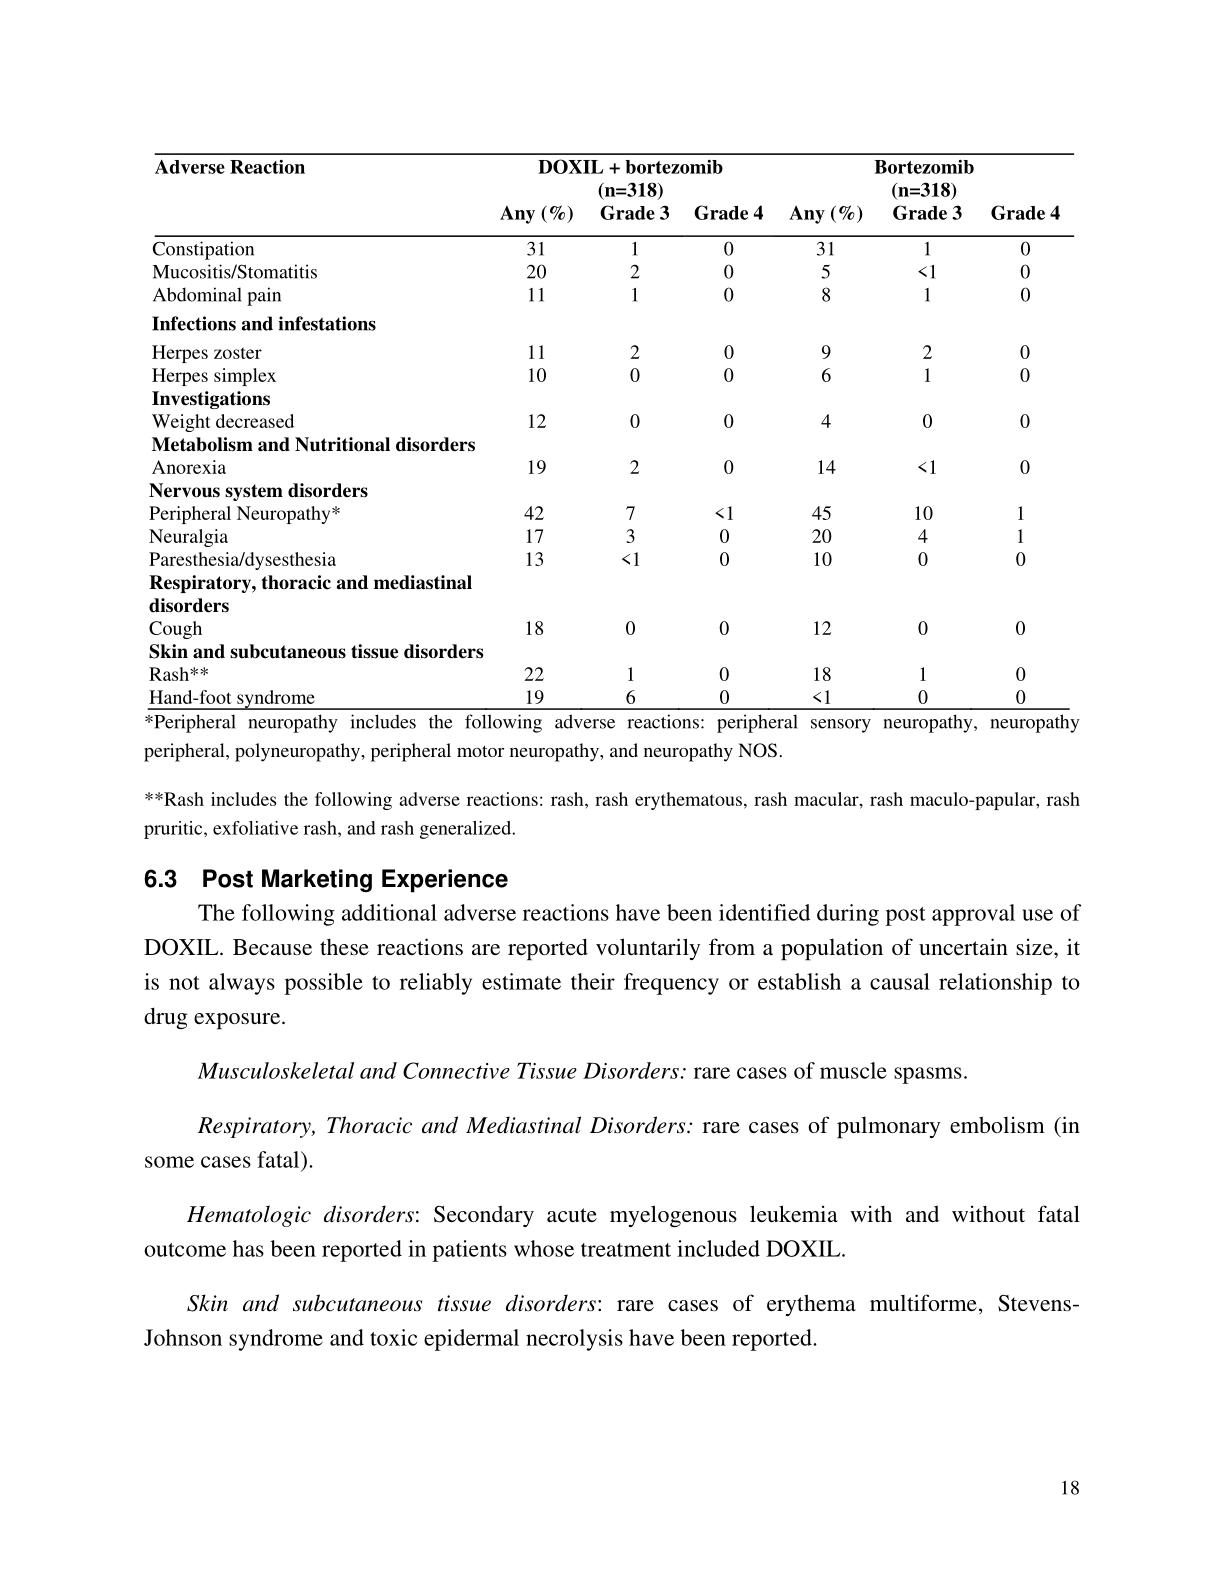 Adverse Reaction DOXIL + bortezomib Bortezomib
(n=318) (n=318)
Any (%) Grade 3 Grade 4 Any (%) Grade 3 Grade 4
Constipation 31 1 0 31 1 0
Mucositis/Stomatitis 20 2 0 5 <1 0
Abdominal pain 11 1 0 8 1 0
Infections and infestations
Herpes zoster 11 2 0 9 2 0
Herpes simplex 10 0 0 6 1 0
Investigations
Weight decreased 12 0 0 4 0 0
Metabolism and Nutritional disorders
Anorexia 19 2 0 14 <1 0
Nervous system disorders
Peripheral Neuropathy* 42 7 <1 45 10 1
Neuralgia 17 3 0 20 4 1
Paresthesia/dysesthesia 13 <1 0 10 0 0
Respiratory, thoracic and mediastinal
disorders
Cough 18 0 0 12 0 0
Skin and subcutaneous tissue disorders
Rash** 22 1 0 18 1 0
Hand-foot syndrome 19 6 0 <1 0 0
*Peripheral neuropathy includes the following adverse reactions: peripheral sensory neuropathy, neuropathy
peripheral, polyneuropathy, peripheral motor neuropathy, and neuropathy NOS.
**Rash includes the following adverse reactions: rash, rash erythematous, rash macular, rash maculo-papular, rash
pruritic, exfoliative rash, and rash generalized.
6.3 Post Marketing Experience
The following additional adverse reactions have been identified during post approval use of
DOXIL. Because these reactions are reported voluntarily from a population of uncertain size, it
is not always possible to reliably estimate their frequency or establish a causal relationship to
drug exposure.
Musculoskeletal and Connective Tissue Disorders: rare cases of muscle spasms.
Respiratory, Thoracic and Mediastinal Disorders: rare cases of pulmonary embolism (in
some cases fatal).
Hematologic disorders: Secondary acute myelogenous leukemia with and without fatal
outcome has been reported in patients whose treatment included DOXIL.
Skin and subcutaneous tissue disorders: rare cases of erythema multiforme, Stevens-
Johnson syndrome and toxic epidermal necrolysis have been reported.
18